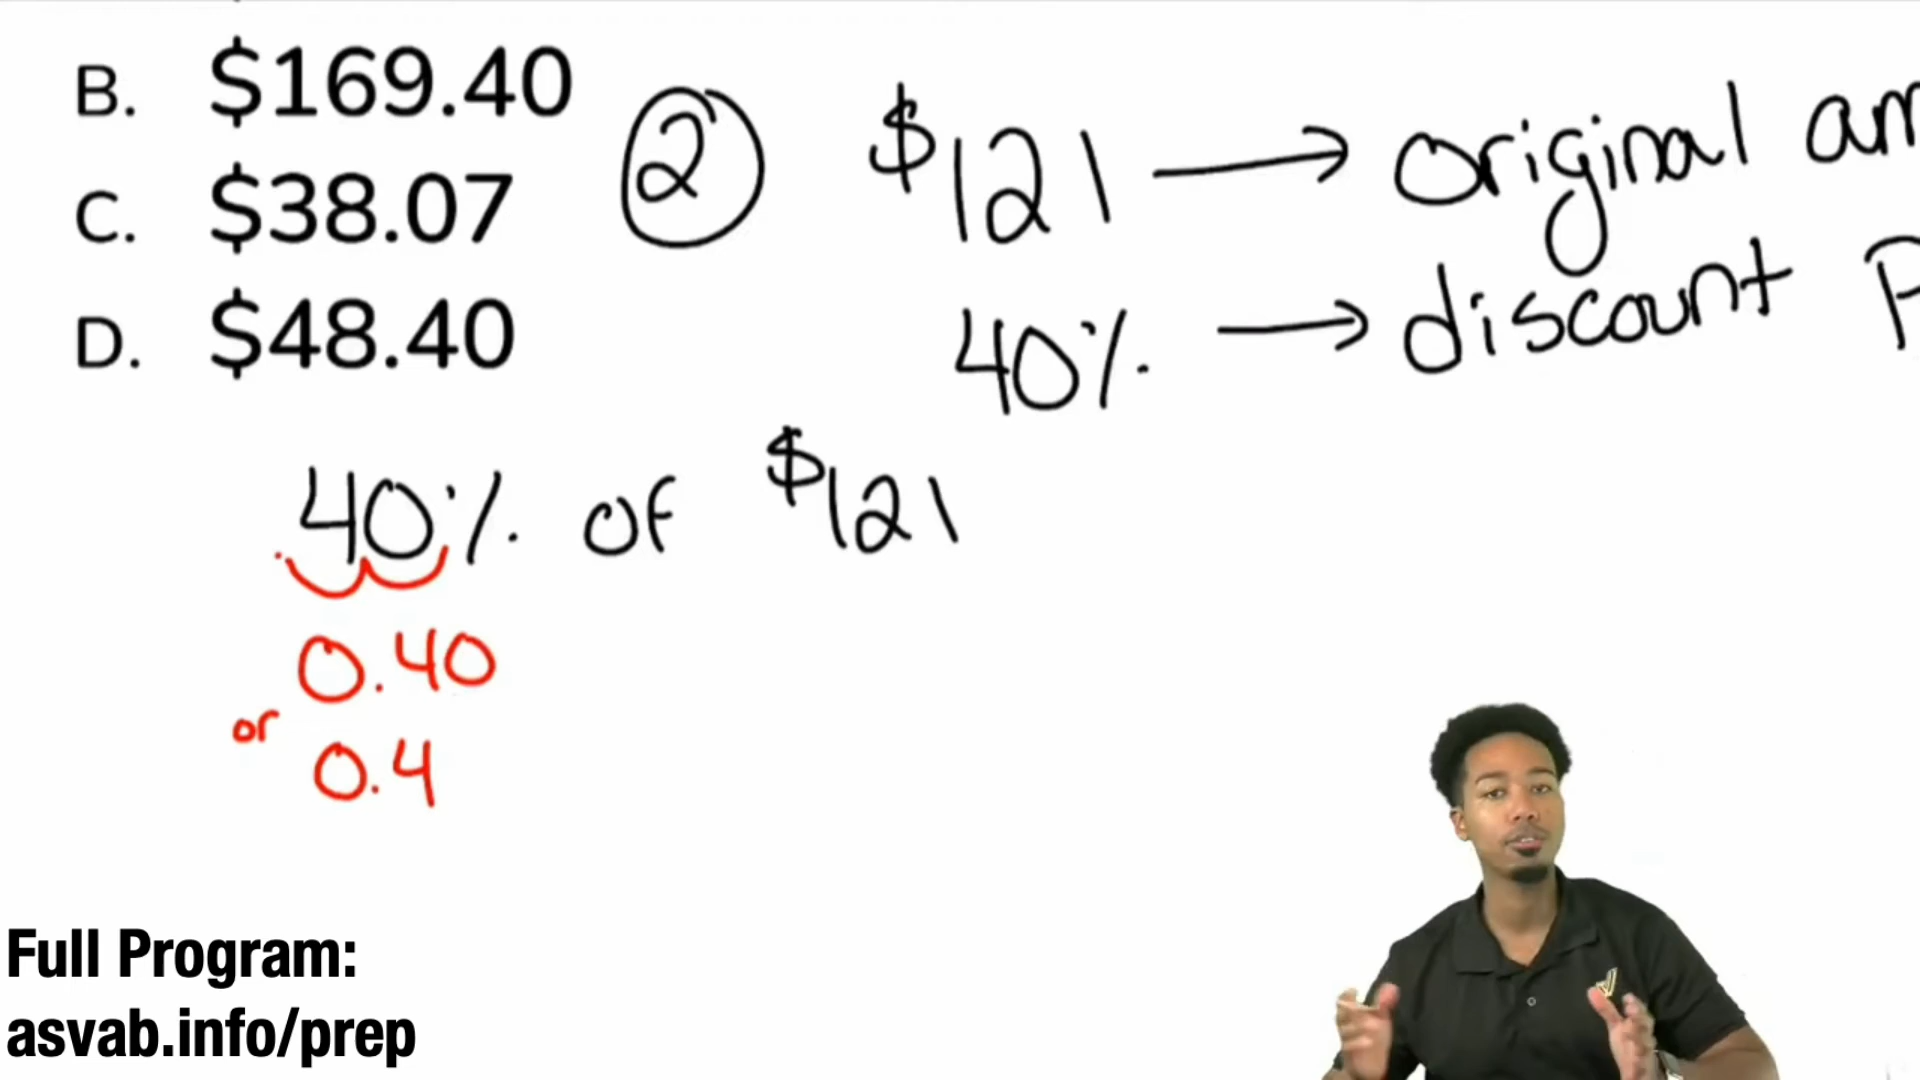 B. $169.40
C. $38.07
D. $48.40
② $121 → original am
40% → discount P
40% of $121
0.40
or
0.4
Full Program:
asvab.info/prep